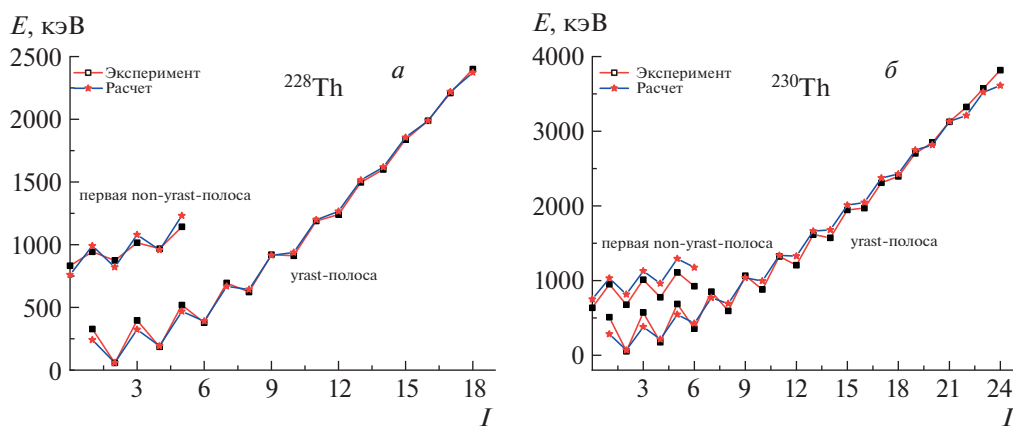 E, кэВ
2500
2000
1500
1000
500
0
Эксперимент
Расчет
228Th
а
первая non-yrast-полоса
yrast-полоса
3 6 9 12 15 18
I
E, кэВ
4000
3000
2000
1000
0
Эксперимент
Расчет
230Th
б
первая non-yrast-полоса
yrast-полоса
3 6 9 12 15 18 21 24
I